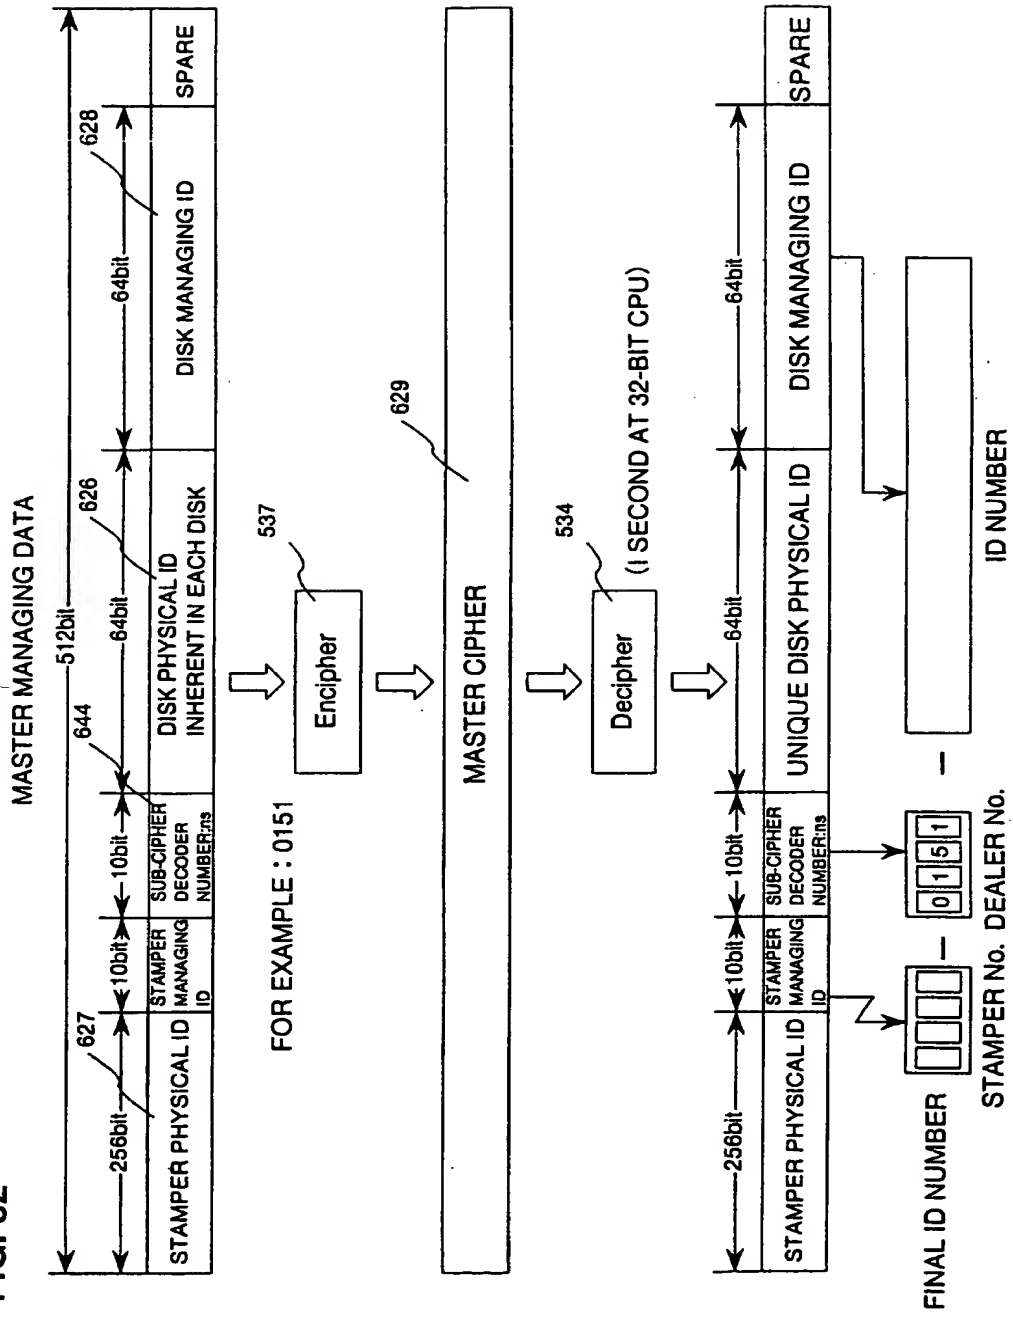 MASTER MANAGING DATA
512bit
256bit
10bit
10bit
64bit
64bit
627
644
626
628
STAMPER PHYSICAL ID
STAMPER
MANAGING
ID
SUB-CIPHER
DECODER
NUMBER:ns
DISK PHYSICAL ID
INHERENT IN EACH DISK
DISK MANAGING ID
SPARE
FOR EXAMPLE : 0151
Encipher
537
MASTER CIPHER
629
Decipher
534
(I SECOND AT 32-BIT CPU)
256bit
10bit
10bit
64bit
64bit
STAMPER PHYSICAL ID
STAMPER
MANAGING
ID
SUB-CIPHER
DECODER
NUMBER:ns
UNIQUE DISK PHYSICAL ID
DISK MANAGING ID
SPARE
FINAL ID NUMBER
— 0 1 5 1 —
STAMPER No. DEALER No.
ID NUMBER